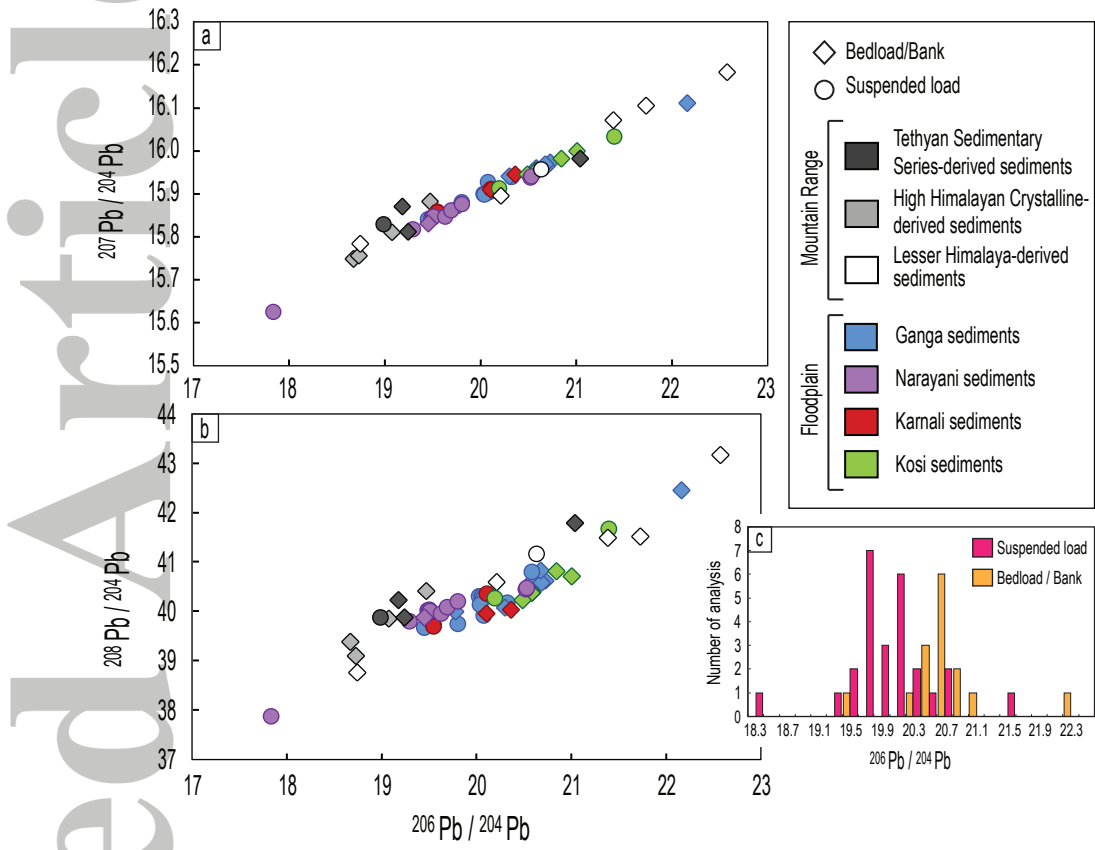 ed Article
a
16.3
16.2
16.1
16.0
15.9
15.8
15.7
15.6
15.5
²⁰⁷Pb / ²⁰⁴Pb
17 18 19 20 21 22 23
b
44
43
42
41
40
39
38
37
²⁰⁸Pb / ²⁰⁴Pb
17 18 19 20 21 22 23
²⁰⁶Pb / ²⁰⁴Pb
Bedload/Bank
Suspended load
Mountain Range
Tethyan Sedimentary
Series-derived sediments
High Himalayan Crystalline-
derived sediments
Lesser Himalaya-derived
sediments
Floodplain
Ganga sediments
Narayani sediments
Karnali sediments
Kosi sediments
c
Suspended load
Bedload / Bank
8
7
6
5
4
3
2
1
0
Number of analysis
18.3 18.7 19.1 19.5 19.9 20.3 20.7 21.1 21.5 21.9 22.3
²⁰⁶Pb / ²⁰⁴Pb